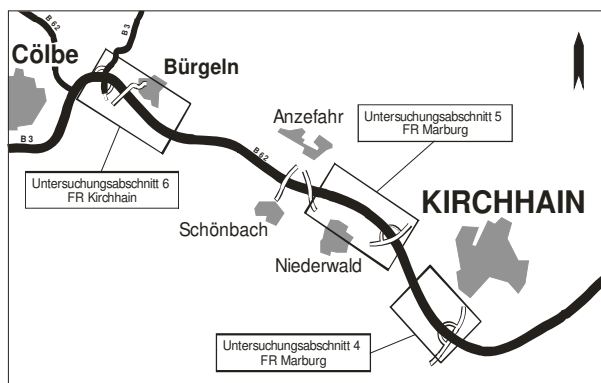 B 62
B 3
Cölbe
Bürgeln
B 3
B 62
Anzefahr
Untersuchungsabschnitt 5
FR Marburg
Untersuchungsabschnitt 6
FR Kirchhain
KIRCHHAIN
Schönbach
Niederwald
Untersuchungsabschnitt 4
FR Marburg